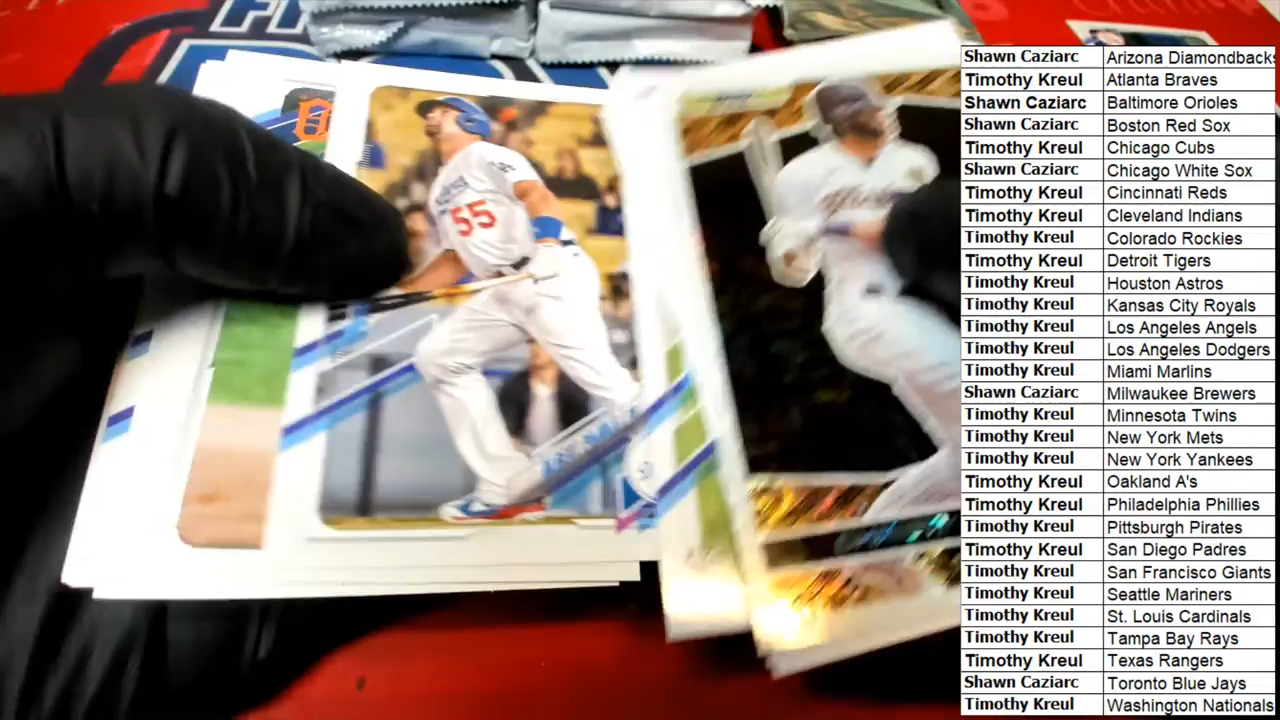 Shawn Caziarc Arizona Diamondbacks
Timothy Kreul Atlanta Braves
Shawn Caziarc Baltimore Orioles
Shawn Caziarc Boston Red Sox
Timothy Kreul Chicago Cubs
Shawn Caziarc Chicago White Sox
Timothy Kreul Cincinnati Reds
Timothy Kreul Cleveland Indians
Timothy Kreul Colorado Rockies
Timothy Kreul Detroit Tigers
Timothy Kreul Houston Astros
Timothy Kreul Kansas City Royals
Timothy Kreul Los Angeles Angels
Timothy Kreul Los Angeles Dodgers
Timothy Kreul Miami Marlins
Shawn Caziarc Milwaukee Brewers
Timothy Kreul Minnesota Twins
Timothy Kreul New York Mets
Timothy Kreul New York Yankees
Timothy Kreul Oakland A's
Timothy Kreul Philadelphia Phillies
Timothy Kreul Pittsburgh Pirates
Timothy Kreul San Diego Padres
Timothy Kreul San Francisco Giants
Timothy Kreul Seattle Mariners
Timothy Kreul St. Louis Cardinals
Timothy Kreul Tampa Bay Rays
Timothy Kreul Texas Rangers
Shawn Caziarc Toronto Blue Jays
Timothy Kreul Washington Nationals
55